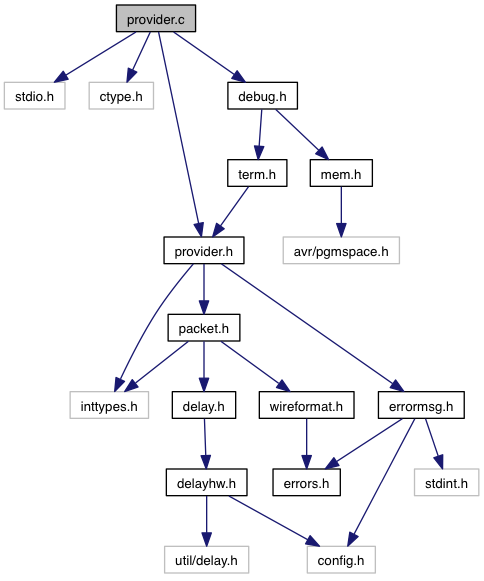 provider.c
stdio.h
ctype.h
debug.h
term.h
mem.h
provider.h
avr/pgmspace.h
packet.h
inttypes.h
delay.h
wireformat.h
errormsg.h
delayhw.h
errors.h
stdint.h
util/delay.h
config.h